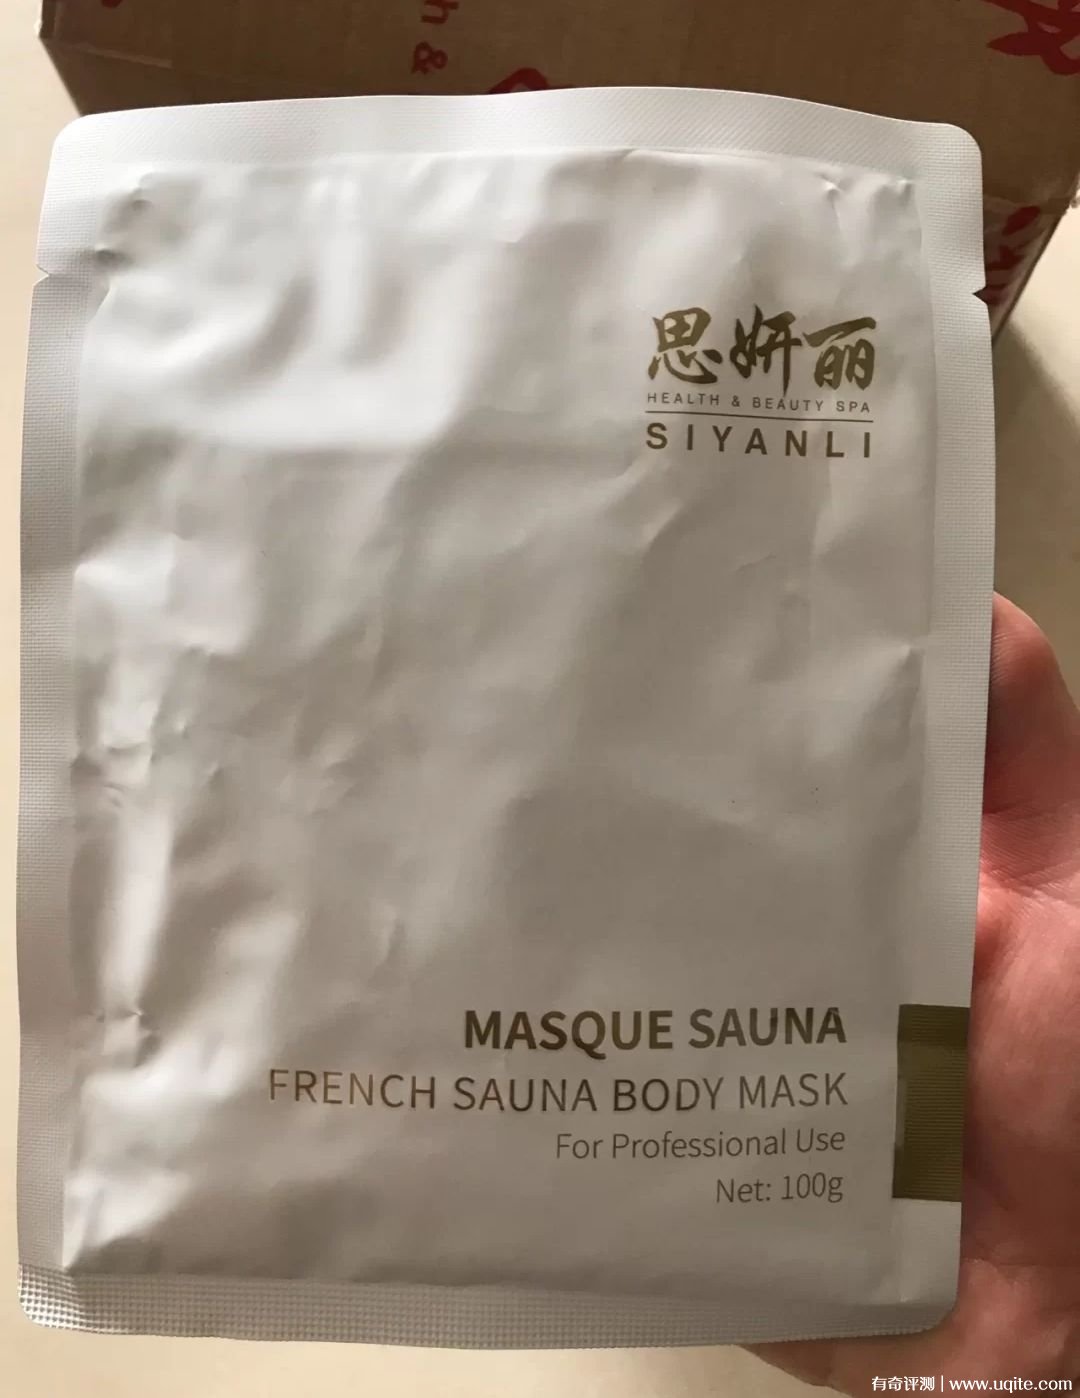 h &
思妍丽
HEALTH & BEAUTY SPA
SIYANLI
MASQUE SAUNA
FRENCH SAUNA BODY MASK
For Professional Use
Net: 100g
有奇评测 | www.uqite.com